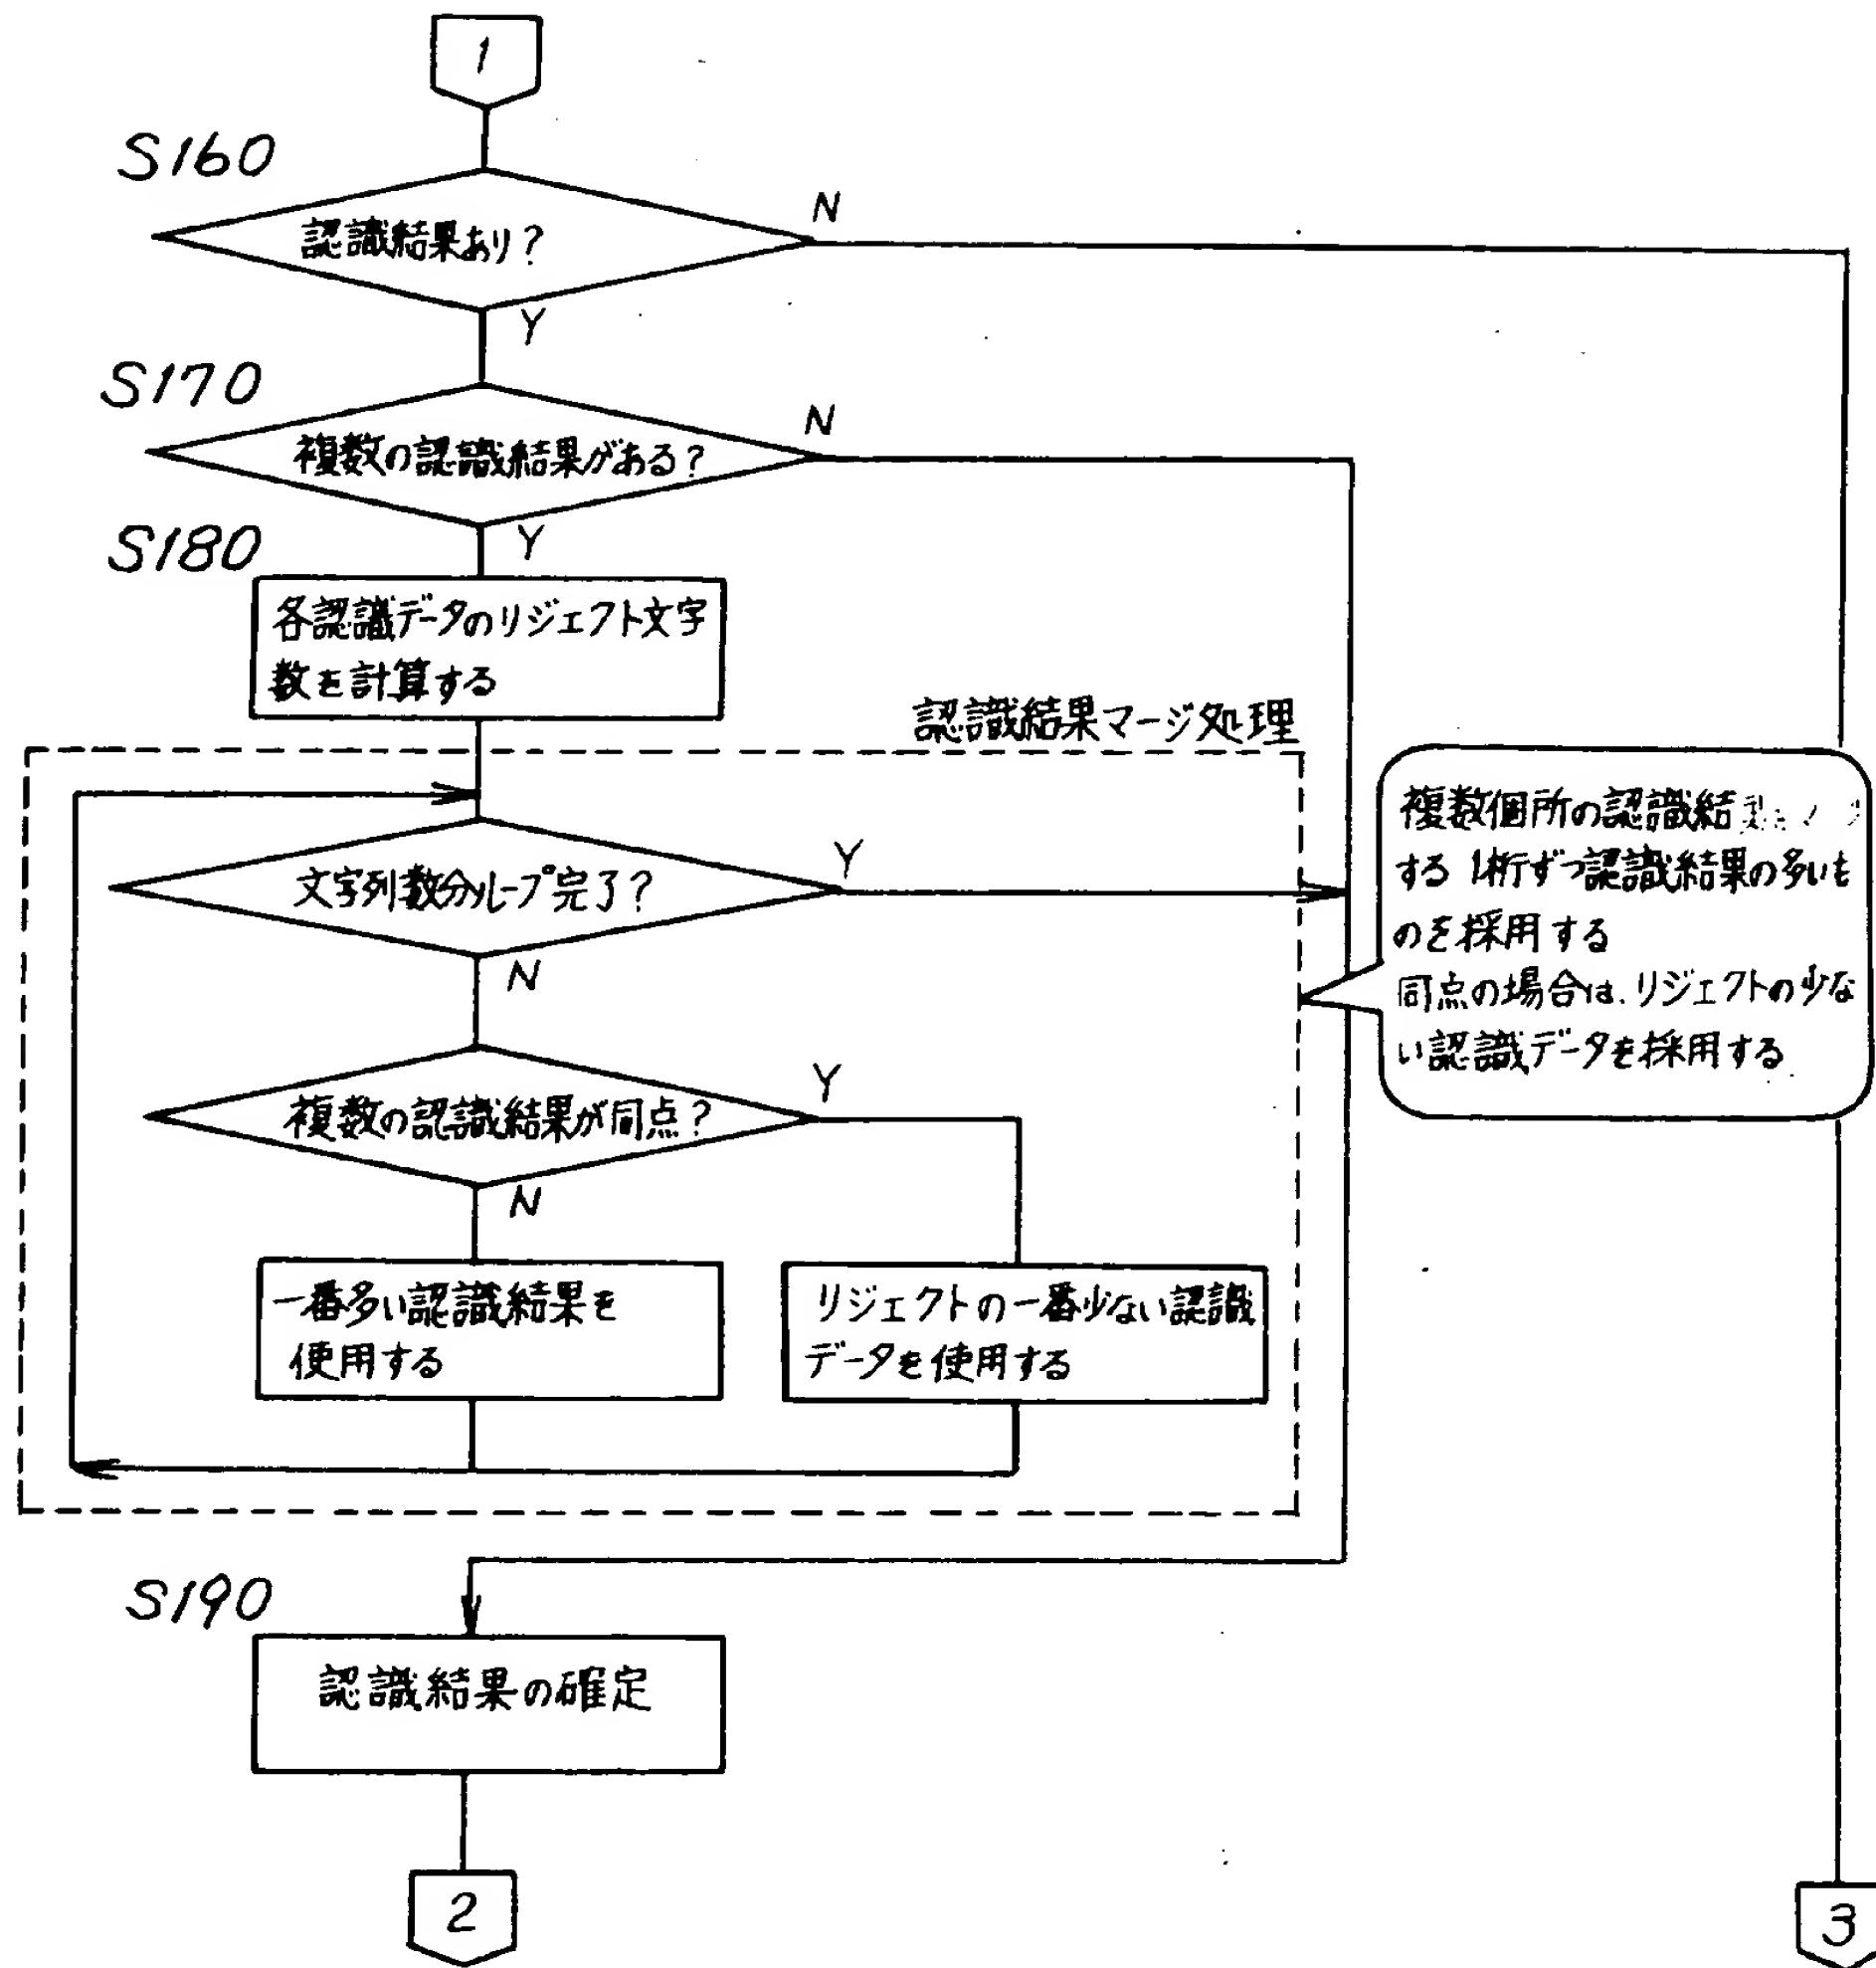 1
S160
認識結果あり?
N
Y
S170
複数の認識結果がある?
N
Y
S180
各認識データのリジェクト文字
数を計算する
認識結果マージ処理
文字列数分ループ完了?
Y
N
複数個所の認識結
する 1桁ずつ認識結果の多いも
のを採用する
同点の場合は、リジェクトの少な
い認識データを採用する
複数の認識結果が同点?
Y
N
一番多い認識結果を
使用する
リジェクトの一番少ない認識
データを使用する
S190
認識結果の確定
2
3